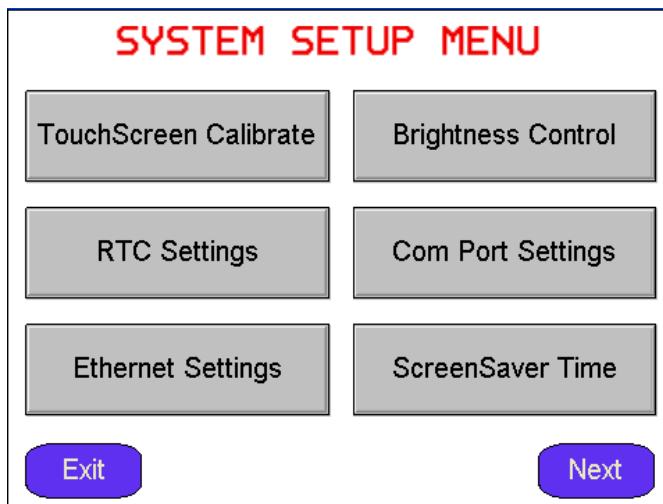 SYSTEM SETUP MENU
TouchScreen Calibrate
Brightness Control
RTC Settings
Com Port Settings
Ethernet Settings
ScreenSaver Time
Exit
Next